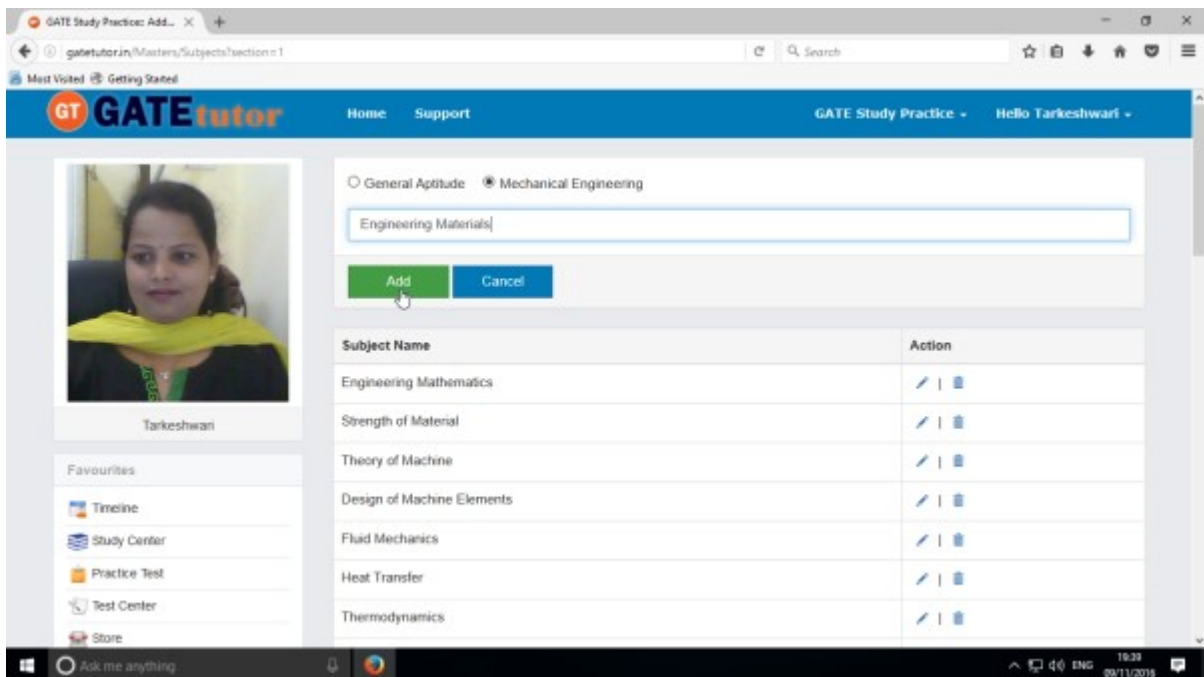 GATE Study Practice: Add...
gatetutor.in/Masters/Subjects?section=1
Search
Most Visited Getting Started
GT GATEtutor Home Support GATE Study Practice Hello Tarkeshwari
General Aptitude Mechanical Engineering
Engineering Materials
Add Cancel
Subject Name Action
Engineering Mathematics
Strength of Material
Theory of Machine
Design of Machine Elements
Fluid Mechanics
Heat Transfer
Thermodynamics
Tarkeshwari
Favourites
Timeline
Study Center
Practice Test
Test Center
Store
Ask me anything ENG 19:39
09/11/2016